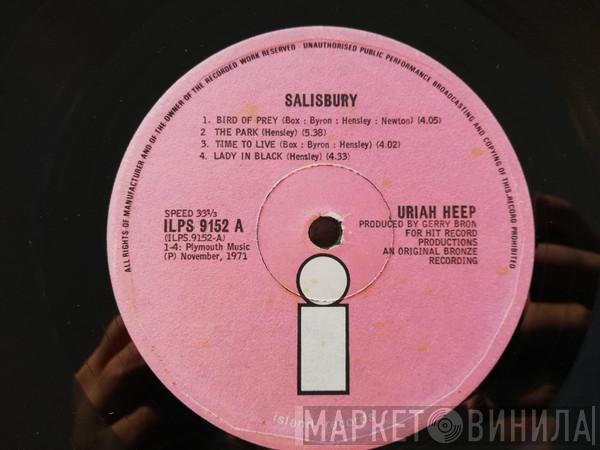 ALL RIGHTS OF MANUFACTURER AND OF THE OWNER OF THE RECORDED WORK RESERVED · UNAUTHORISED PUBLIC PERFORMANCE BROADCASTING AND COPYING OF THIS RECORD PROHIBITED
SALISBURY
1. BIRD OF PREY (Box : Byron : Hensley : Newton) (4.05)
2 THE PARK (Hensley) (5.38)
3. TIME TO LIVE (Box : Byron : Hensley) (4.02)
4. LADY IN BLACK (Hensley) (4.33)
SPEED 33⅓
ILPS 9152 A
(ILPS.9152-A)
1-4: Plymouth Music
(P) November, 1971
URIAH HEEP
PRODUCED BY GERRY BRON
FOR HIT RECORD
PRODUCTIONS
AN ORIGINAL BRONZE
RECORDING
island records
МАРКЕТ ВИНИЛА